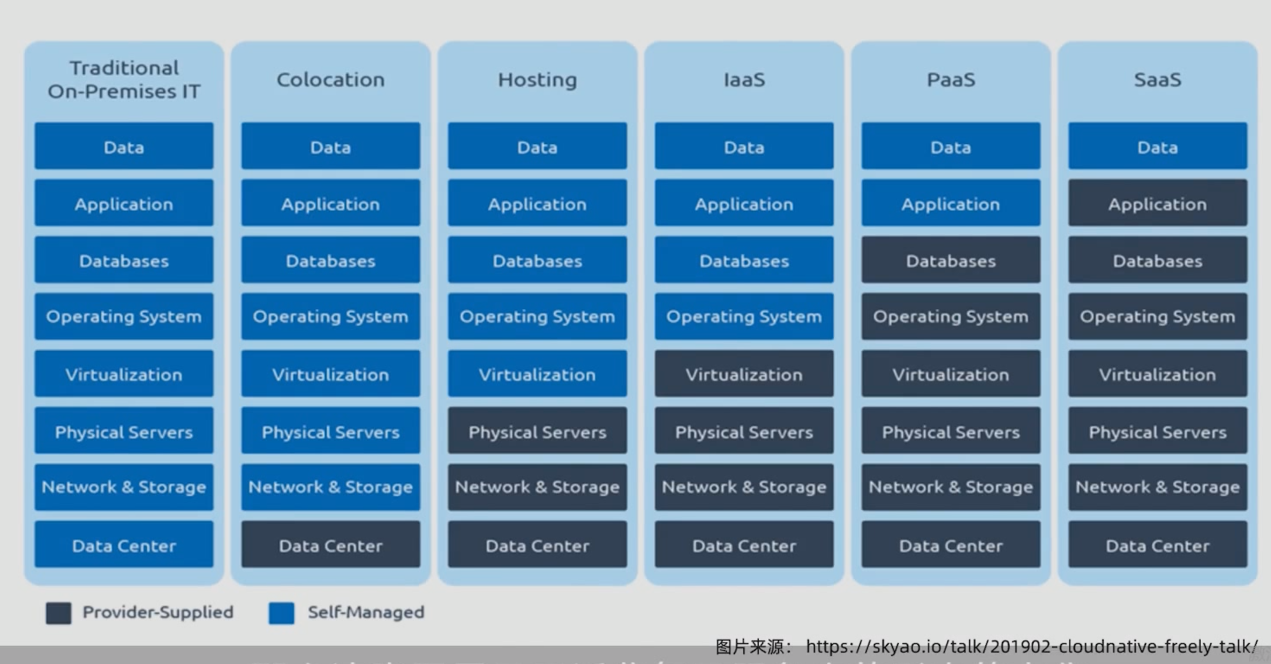 Traditional
On-Premises IT
Data
Application
Databases
Operating System
Virtualization
Physical Servers
Network & Storage
Data Center
Colocation
Data
Application
Databases
Operating System
Virtualization
Physical Servers
Network & Storage
Data Center
Hosting
Data
Application
Databases
Operating System
Virtualization
Physical Servers
Network & Storage
Data Center
IaaS
Data
Application
Databases
Operating System
Virtualization
Physical Servers
Network & Storage
Data Center
PaaS
Data
Application
Databases
Operating System
Virtualization
Physical Servers
Network & Storage
Data Center
SaaS
Data
Application
Databases
Operating System
Virtualization
Physical Servers
Network & Storage
Data Center
Provider-Supplied
Self-Managed
图片来源： https://skyao.io/talk/201902-cloudnative-freely-talk/